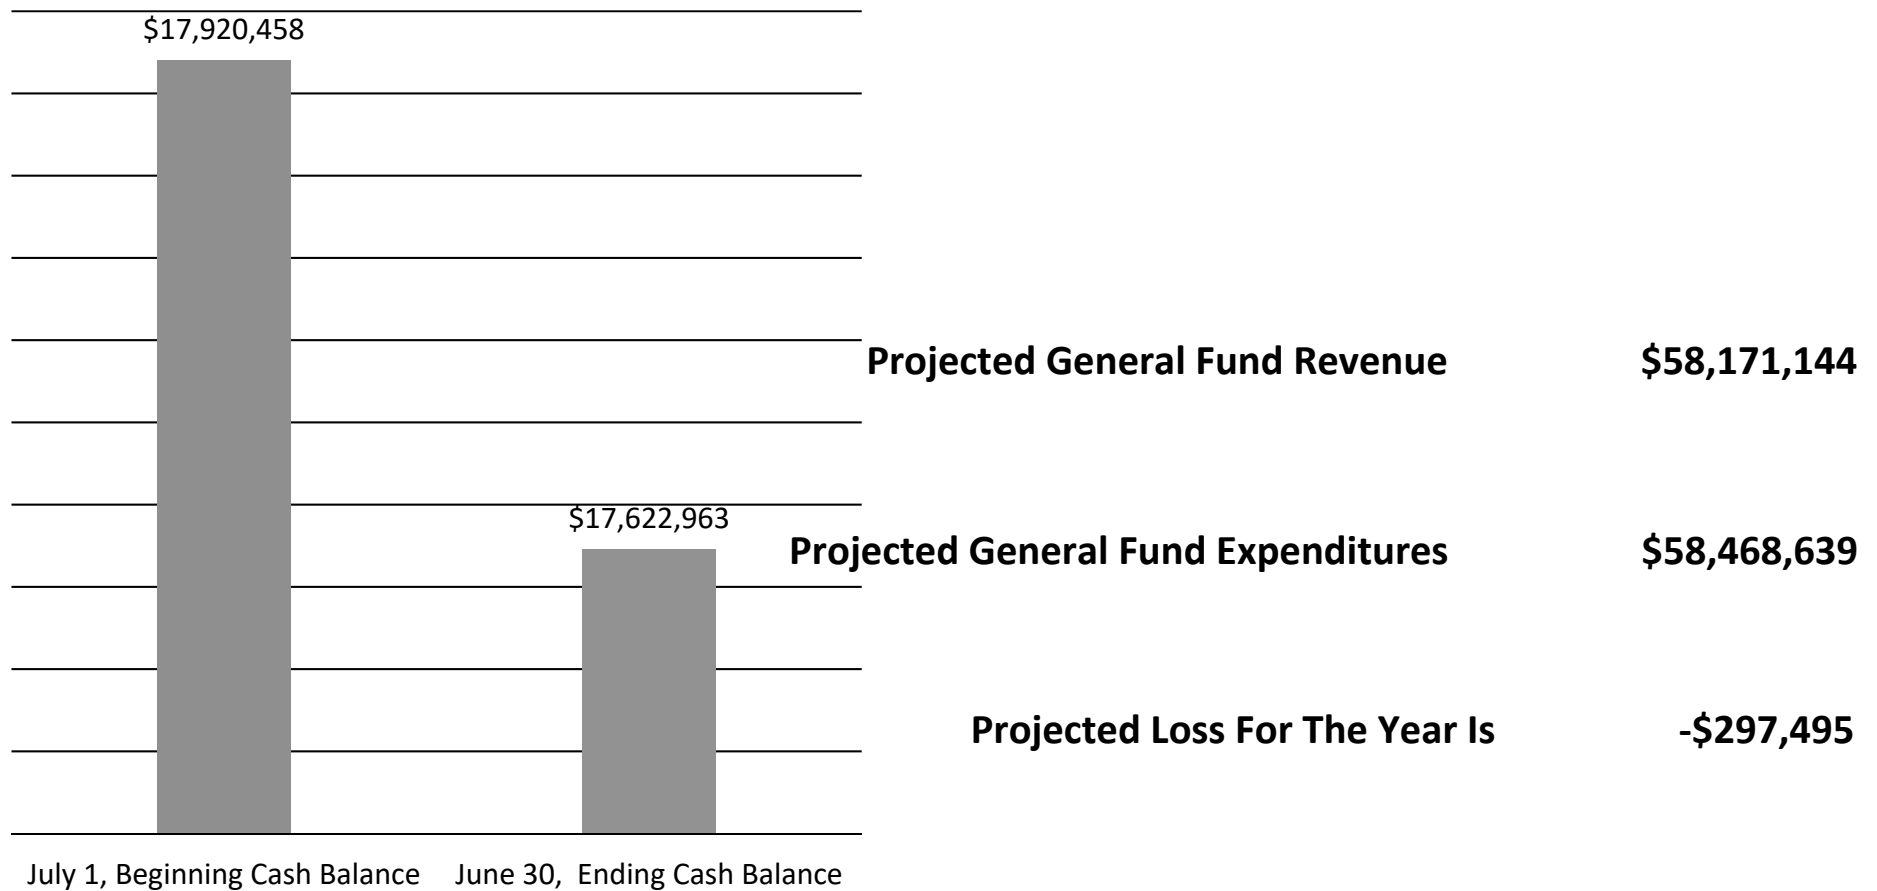 $17,920,458
$17,622,963
July 1, Beginning Cash Balance
June 30,  Ending Cash Balance
Projected General Fund Revenue $58,171,144
Projected General Fund Expenditures $58,468,639
Projected Loss For The Year Is -$297,495